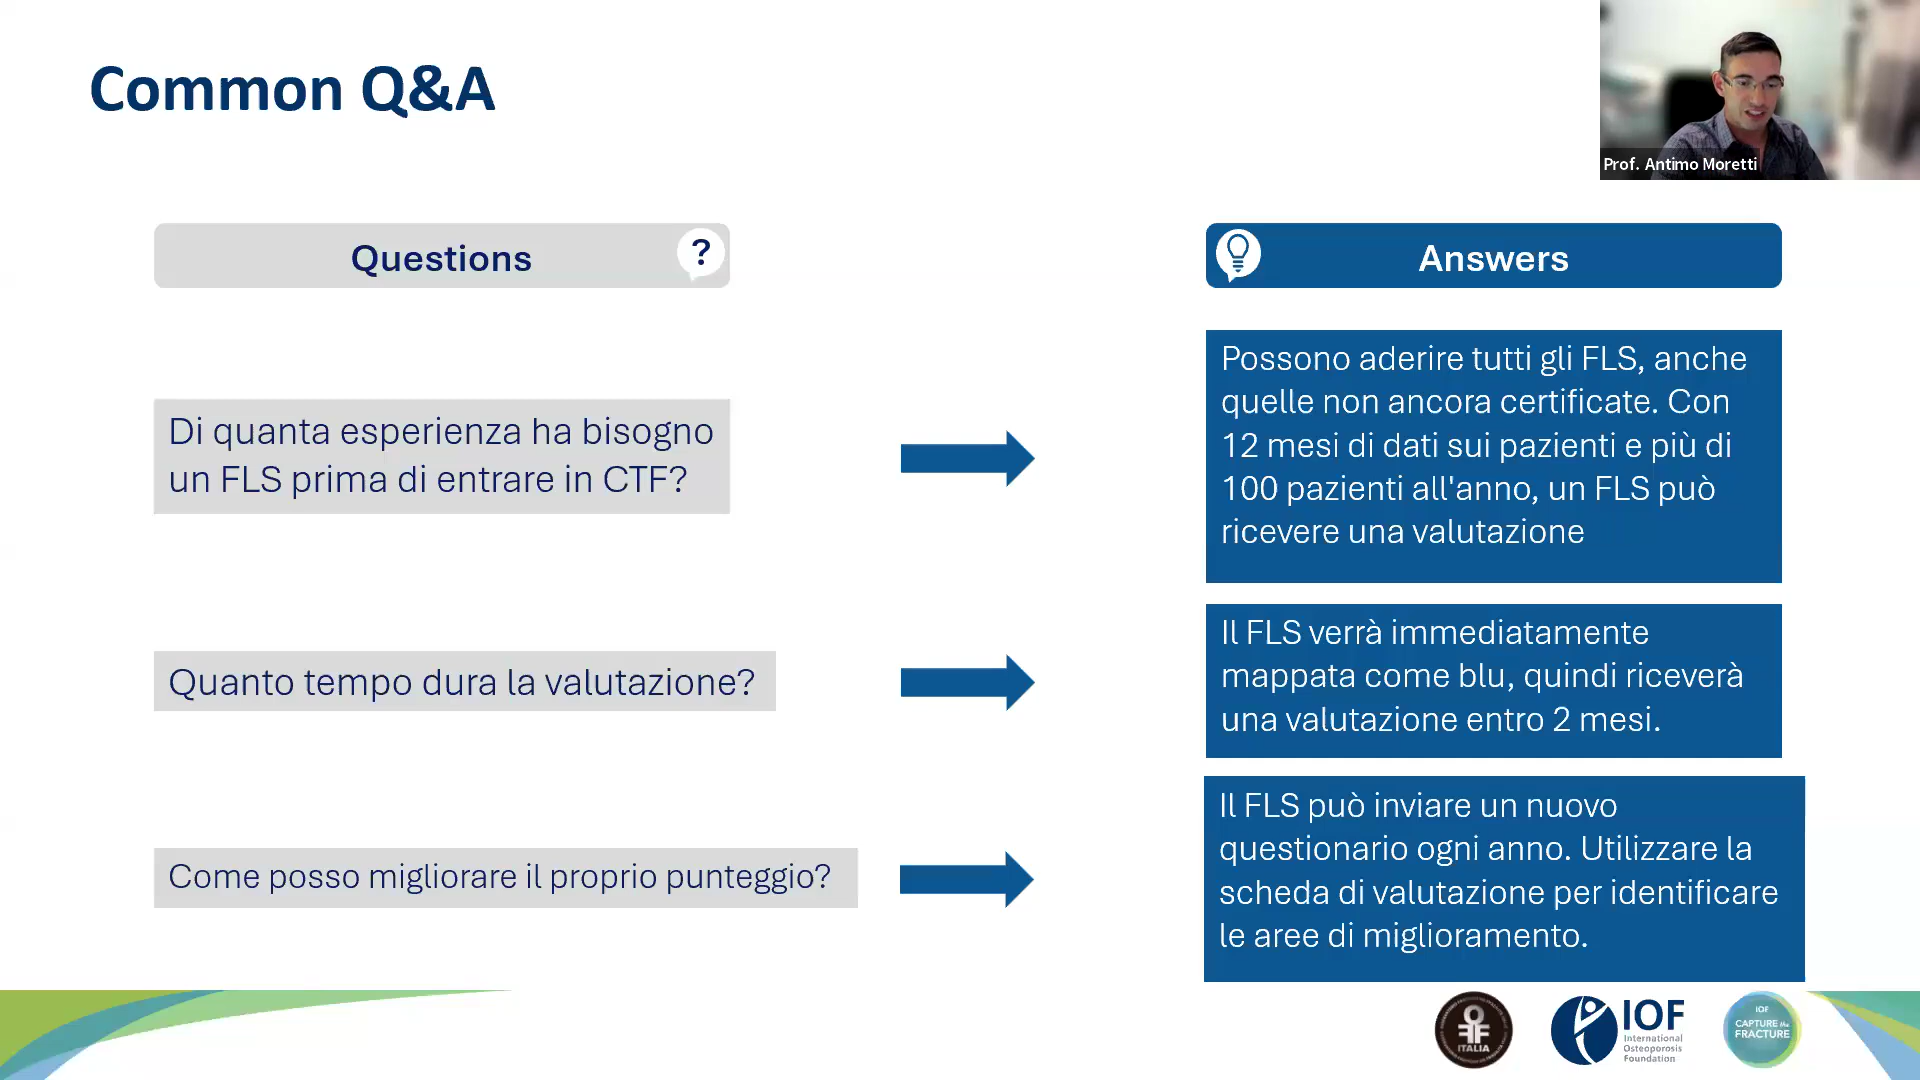 Common Q&A
Prof. Antimo Moretti
Questions
?
Answers
Di quanta esperienza ha bisogno
un FLS prima di entrare in CTF?
Possono aderire tutti gli FLS, anche
quelle non ancora certificate. Con
12 mesi di dati sui pazienti e più di
100 pazienti all'anno, un FLS può
ricevere una valutazione
Quanto tempo dura la valutazione?
Il FLS verrà immediatamente
mappata come blu, quindi riceverà
una valutazione entro 2 mesi.
Come posso migliorare il proprio punteggio?
Il FLS può inviare un nuovo
questionario ogni anno. Utilizzare la
scheda di valutazione per identificare
le aree di miglioramento.
ITALIA
IOF
International
Osteoporosis
Foundation
IOF
CAPTURE the
FRACTURE